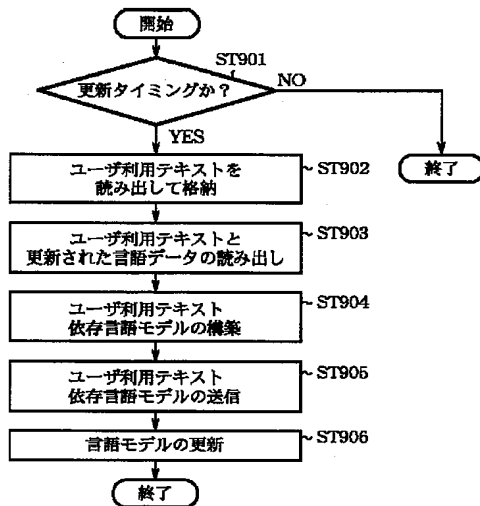 開始
ST901
更新タイミングか？
NO
YES
ユーザ利用テキストを
読み出して格納
ST902
終了
ユーザ利用テキストと
更新された言語データの読み出し
ST903
ユーザ利用テキスト
依存言語モデルの構築
ST904
ユーザ利用テキスト
依存言語モデルの送信
ST905
言語モデルの更新
ST906
終了